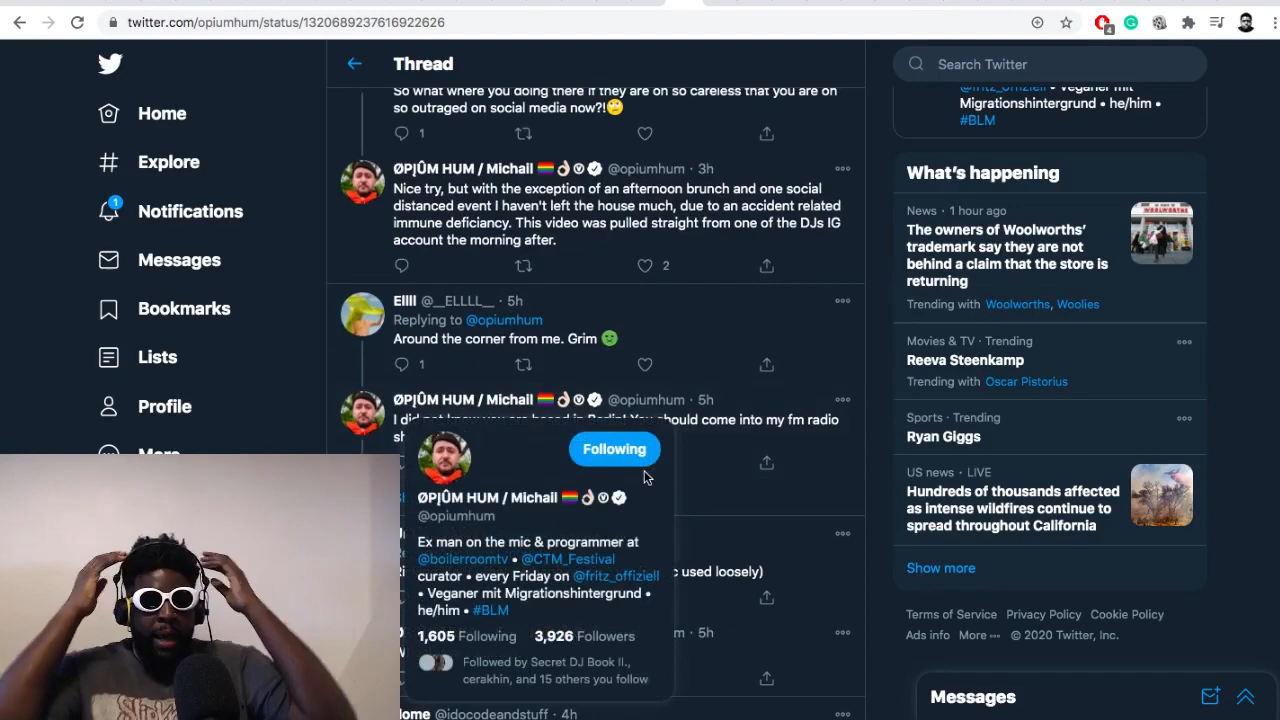 twitter.com/opiumhum/status/1320689237616922626
4
Home
Explore
1
Notifications
Messages
Bookmarks
Lists
Profile
More
Thread
So what where you doing there if they are on so careless that you are on
so outraged on social media now?!🙄
1
ØPĮÛM HUM / Michail 🏳️‍🌈👌🏻Ⓥ @opiumhum · 3h
Nice try, but with the exception of an afternoon brunch and one social
distanced event I haven't left the house much, due to an accident related
immune deficiancy. This video was pulled straight from one of the DJs IG
account the morning after.
2
Ellll @__ELLLL__ · 5h
Replying to @opiumhum
Around the corner from me. Grim 🤢
1
ØPĮÛM HUM / Michail 🏳️‍🌈👌🏻Ⓥ @opiumhum · 5h
I did not know you are based in Berlin! You should come into my fm radio
Following
ØPĮÛM HUM / Michail 🏳️‍🌈👌🏻Ⓥ
@opiumhum
Ex man on the mic & programmer at
@boilerroomtv • @CTM_Festival
curator • every Friday on @fritz_offiziell
• Veganer mit Migrationshintergrund •
he/him • #BLM
1,605 Following 3,926 Followers
Followed by Secret DJ Book II.,
cerakhin, and 15 others you follow
c used loosely)
m · 5h
@idocodeandstuff · 4h
Search Twitter
@fritz_offiziell • Veganer mit
Migrationshintergrund • he/him •
#BLM
What's happening
News · 1 hour ago
The owners of Woolworths'
trademark say they are not
behind a claim that the store is
returning
Trending with Woolworths, Woolies
Movies & TV · Trending
Reeva Steenkamp
Trending with Oscar Pistorius
Sports · Trending
Ryan Giggs
US news · LIVE
Hundreds of thousands affected
as intense wildfires continue to
spread throughout California
Show more
Terms of Service Privacy Policy Cookie Policy
Ads info More ··· © 2020 Twitter, Inc.
Messages